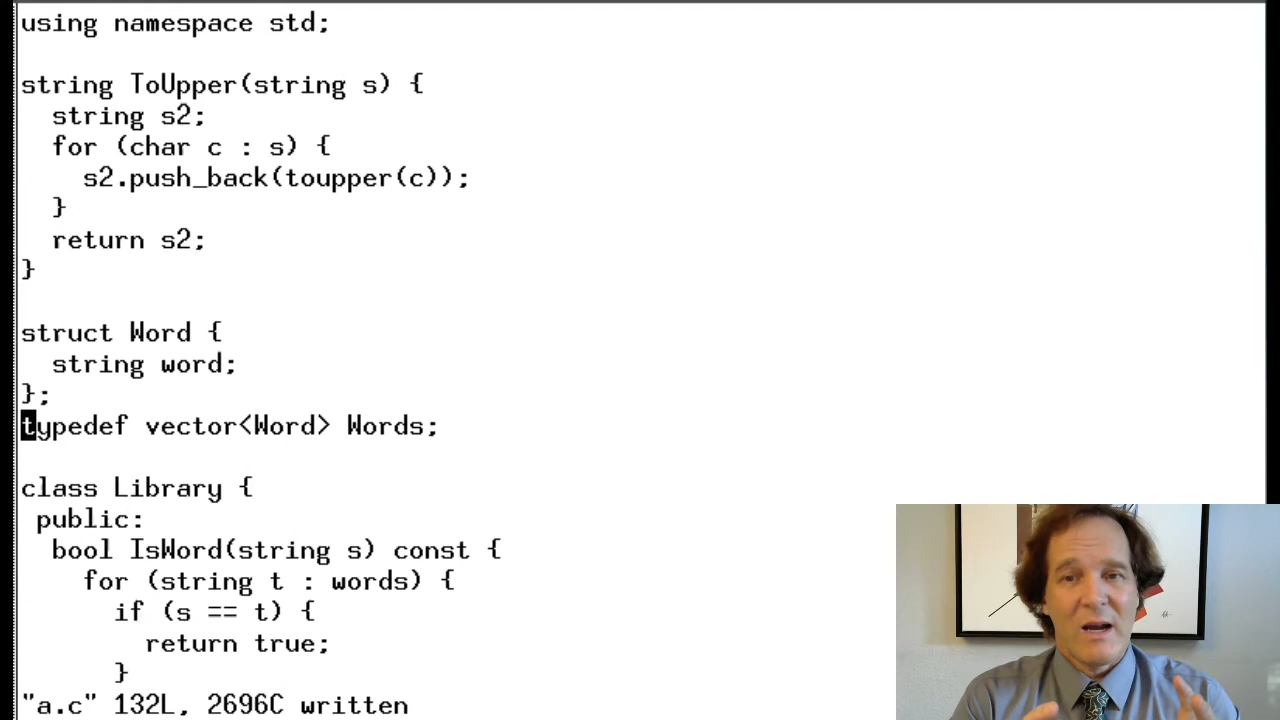 using namespace std;
string ToUpper(string s) {
  string s2;
  for (char c : s) {
    s2.push_back(toupper(c));
  }
  return s2;
}
struct Word {
  string word;
};
typedef vector<Word> Words;
class Library {
 public:
  bool IsWord(string s) const {
    for (string t : words) {
      if (s == t) {
        return true;
      }
"a.c" 132L, 2696C written